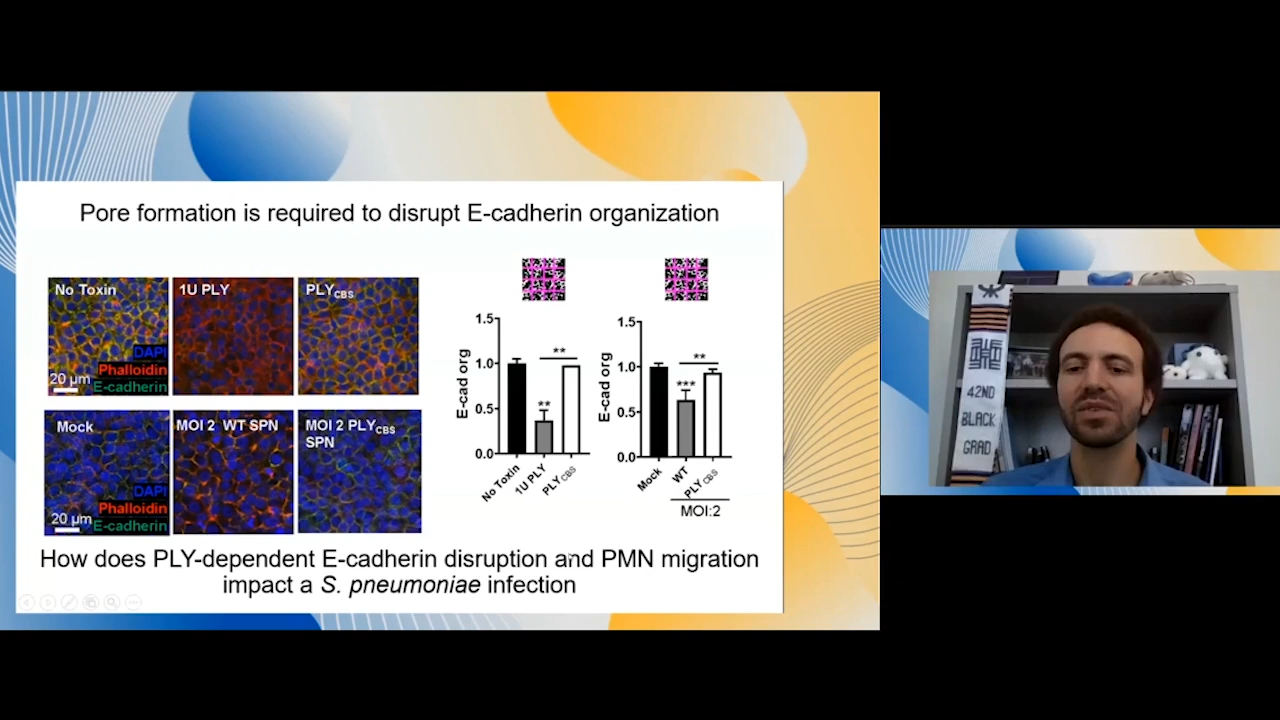 Pore formation is required to disrupt E-cadherin organization
No Toxin
1U PLY
PLYCBS
DAPI
Phalloidin
E-cadherin
20 µm
Mock
MOI 2 WT SPN
MOI 2 PLYCBS
SPN
DAPI
Phalloidin
E-cadherin
20 µm
E-cad org
1.5
1.0
0.5
0.0
**
**
No Toxin
1U PLY
PLYCBS
E-cad org
1.5
1.0
0.5
0.0
***
**
Mock
WT
PLYCBS
MOI:2
How does PLY-dependent E-cadherin disruption and PMN migration
impact a S. pneumoniae infection
42ND
BLACK
GRAD